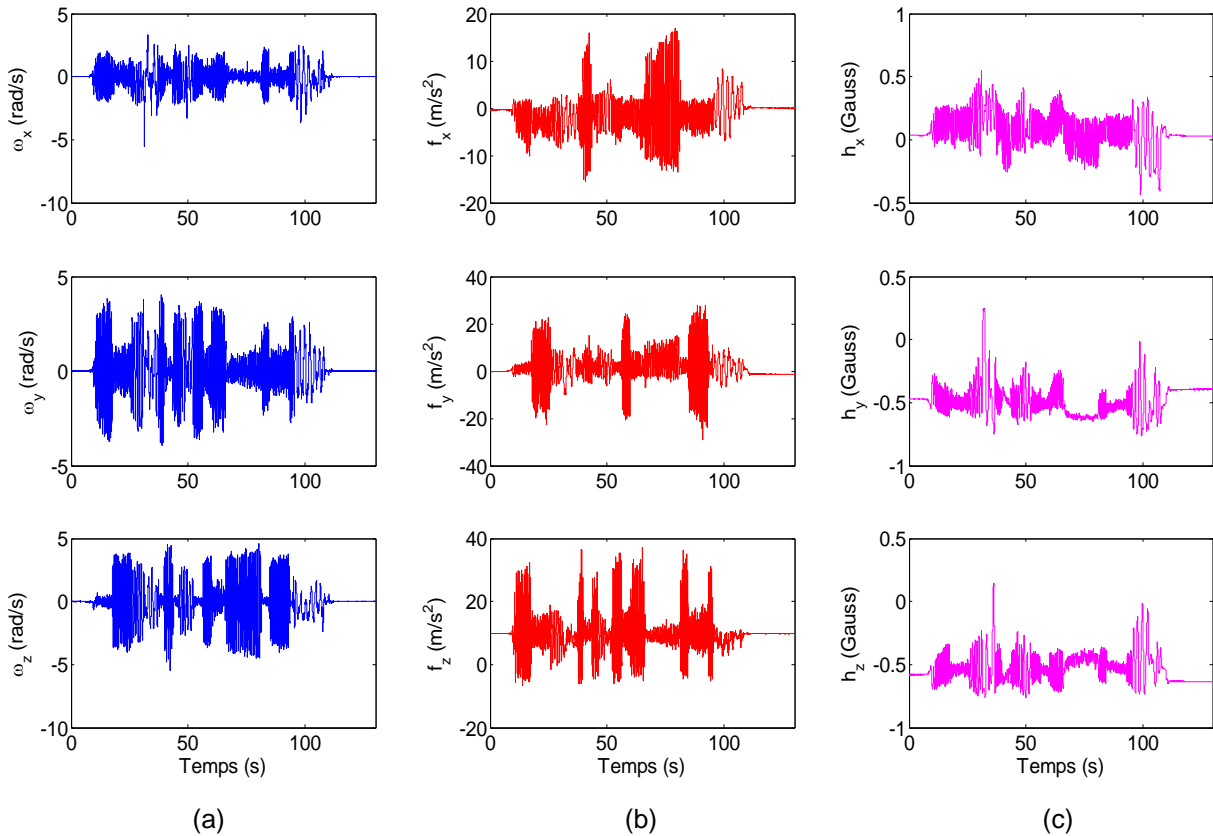 5
0
-5
-10
0 50 100
ω_x (rad/s)
20
10
0
-10
-20
0 50 100
f_x (m/s²)
1
0.5
0
-0.5
0 50 100
h_x (Gauss)
5
0
-5
0 50 100
ω_y (rad/s)
40
20
0
-20
-40
0 50 100
f_y (m/s²)
0.5
0
-0.5
-1
0 50 100
h_y (Gauss)
5
0
-5
-10
0 50 100
ω_z (rad/s)
Temps (s)
40
20
0
-20
0 50 100
f_z (m/s²)
Temps (s)
0.5
0
-0.5
-1
0 50 100
h_z (Gauss)
Temps (s)
(a) (b) (c)